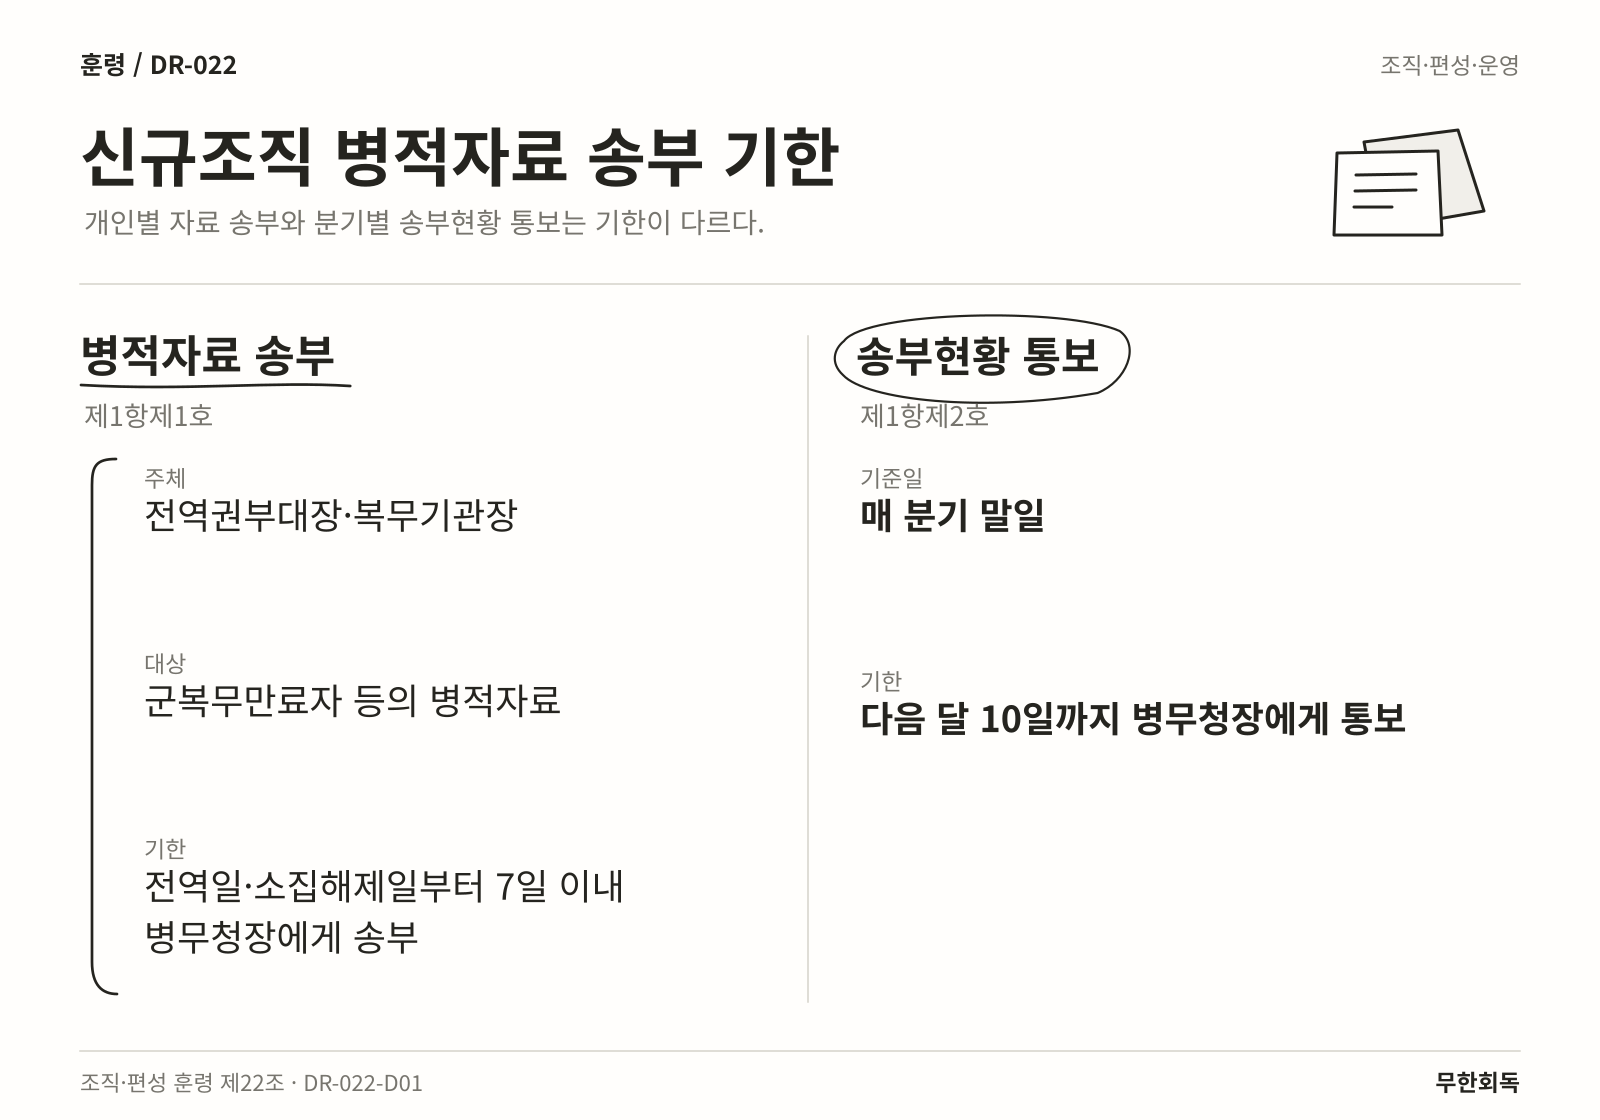 훈령 / DR-022
조직·편성·운영
신규조직 병적자료 송부 기한
개인별 자료 송부와 분기별 송부현황 통보는 기한이 다르다.
병적자료 송부
제1항제1호
주체
전역권부대장·복무기관장
대상
군복무만료자 등의 병적자료
기한
전역일·소집해제일부터 7일 이내
병무청장에게 송부
송부현황 통보
제1항제2호
기준일
매 분기 말일
기한
다음 달 10일까지 병무청장에게 통보
조직·편성 훈령 제22조 · DR-022-D01
무한회독